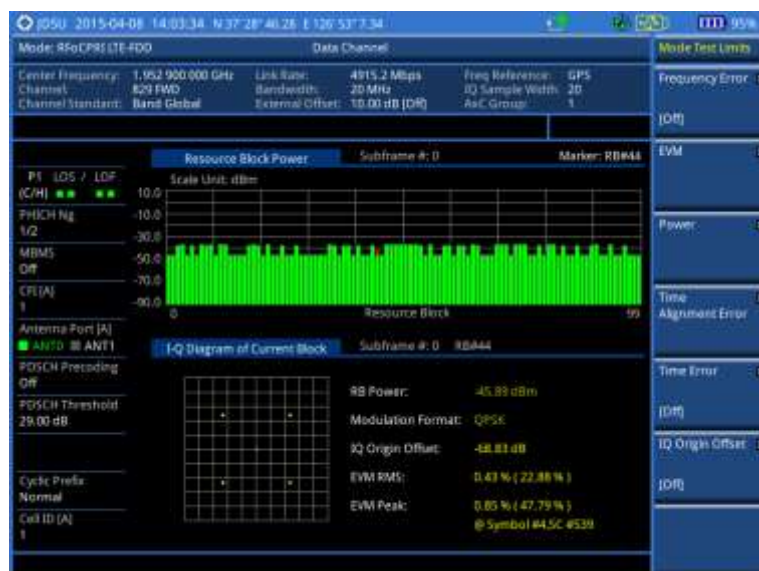 JDSU 2015-04-08 14:03:34 N 37° 28' 46.28 E 126° 53' 7.34 95%
Mode: RFoCPRI LTE-FDD Data Channel Mode Test Limits
Center Frequency: 1.952 900 000 GHz Link Rate: 4915.2 Mbps Freq Reference: GPS
Channel: 829 FWD Bandwidth: 20 MHz IQ Sample Width: 20
Channel Standard: Band Global External Offset: 10.00 dB [Off] AxC Group: 1
Frequency Error
[Off]
Resource Block Power Subframe #: 0 Marker: RB#44
EVM
P1 LOS / LOF
(C/H)
Scale Unit: dBm
10.0
-10.0
-30.0
-50.0
-70.0
-90.0
0 Resource Block 99
PHICH Ng
1/2
MBMS
Off
CFI [A]
1
Antenna Port [A]
ANT0 ANT1
PDSCH Precoding
Off
PDSCH Threshold
29.00 dB
Cyclic Prefix
Normal
Cell ID [A]
1
I-Q Diagram of Current Block Subframe #: 0 RB#44
RB Power: -45.89 dBm
Modulation Format: QPSK
IQ Origin Offset: -68.83 dB
EVM RMS: 0.43 % ( 22.88 % )
EVM Peak: 0.85 % ( 47.79 % )
@ Symbol #4,SC #539
Power
Time
Alignment Error
Time Error
[Off]
IQ Origin Offset
[Off]